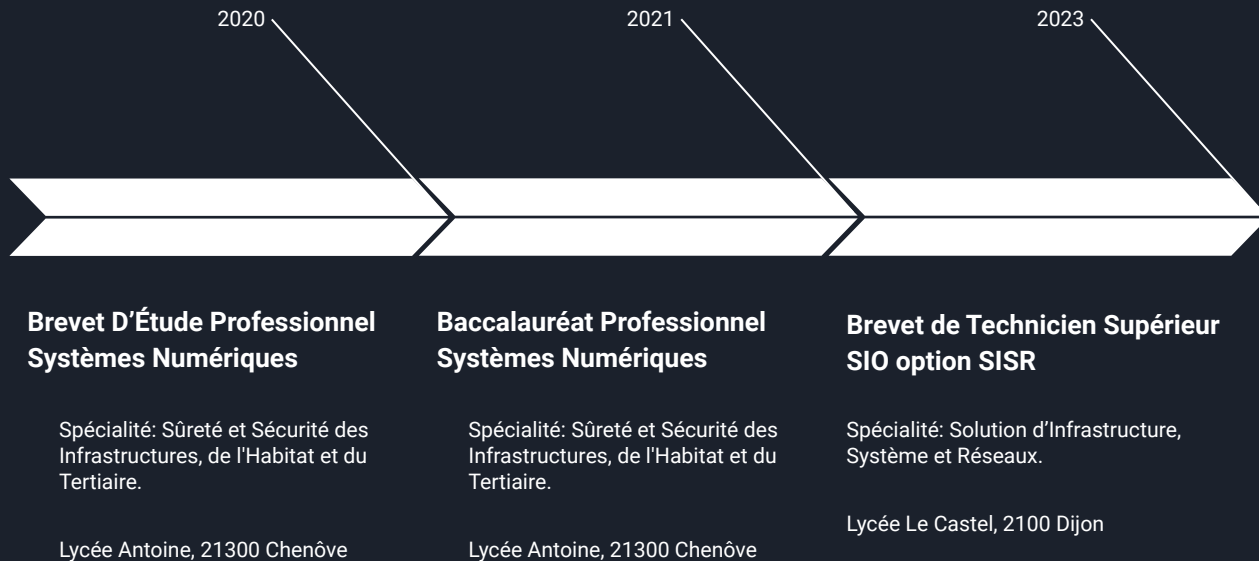 2020
2021
2023
Brevet D’Étude Professionnel
Systèmes Numériques
Spécialité: Sûreté et Sécurité des
Infrastructures, de l'Habitat et du
Tertiaire.
Lycée Antoine, 21300 Chenôve
Baccalauréat Professionnel
Systèmes Numériques
Spécialité: Sûreté et Sécurité des
Infrastructures, de l'Habitat et du
Tertiaire.
Lycée Antoine, 21300 Chenôve
Brevet de Technicien Supérieur
SIO option SISR
Spécialité: Solution d’Infrastructure,
Système et Réseaux.
Lycée Le Castel, 2100 Dijon